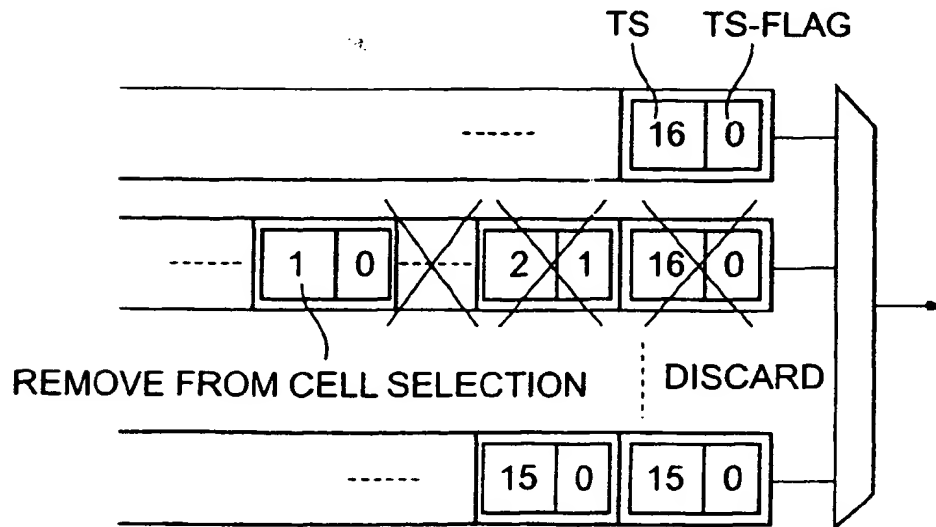 TS TS-FLAG
16 0
1 0 2 1 16 0
REMOVE FROM CELL SELECTION DISCARD
15 0 15 0